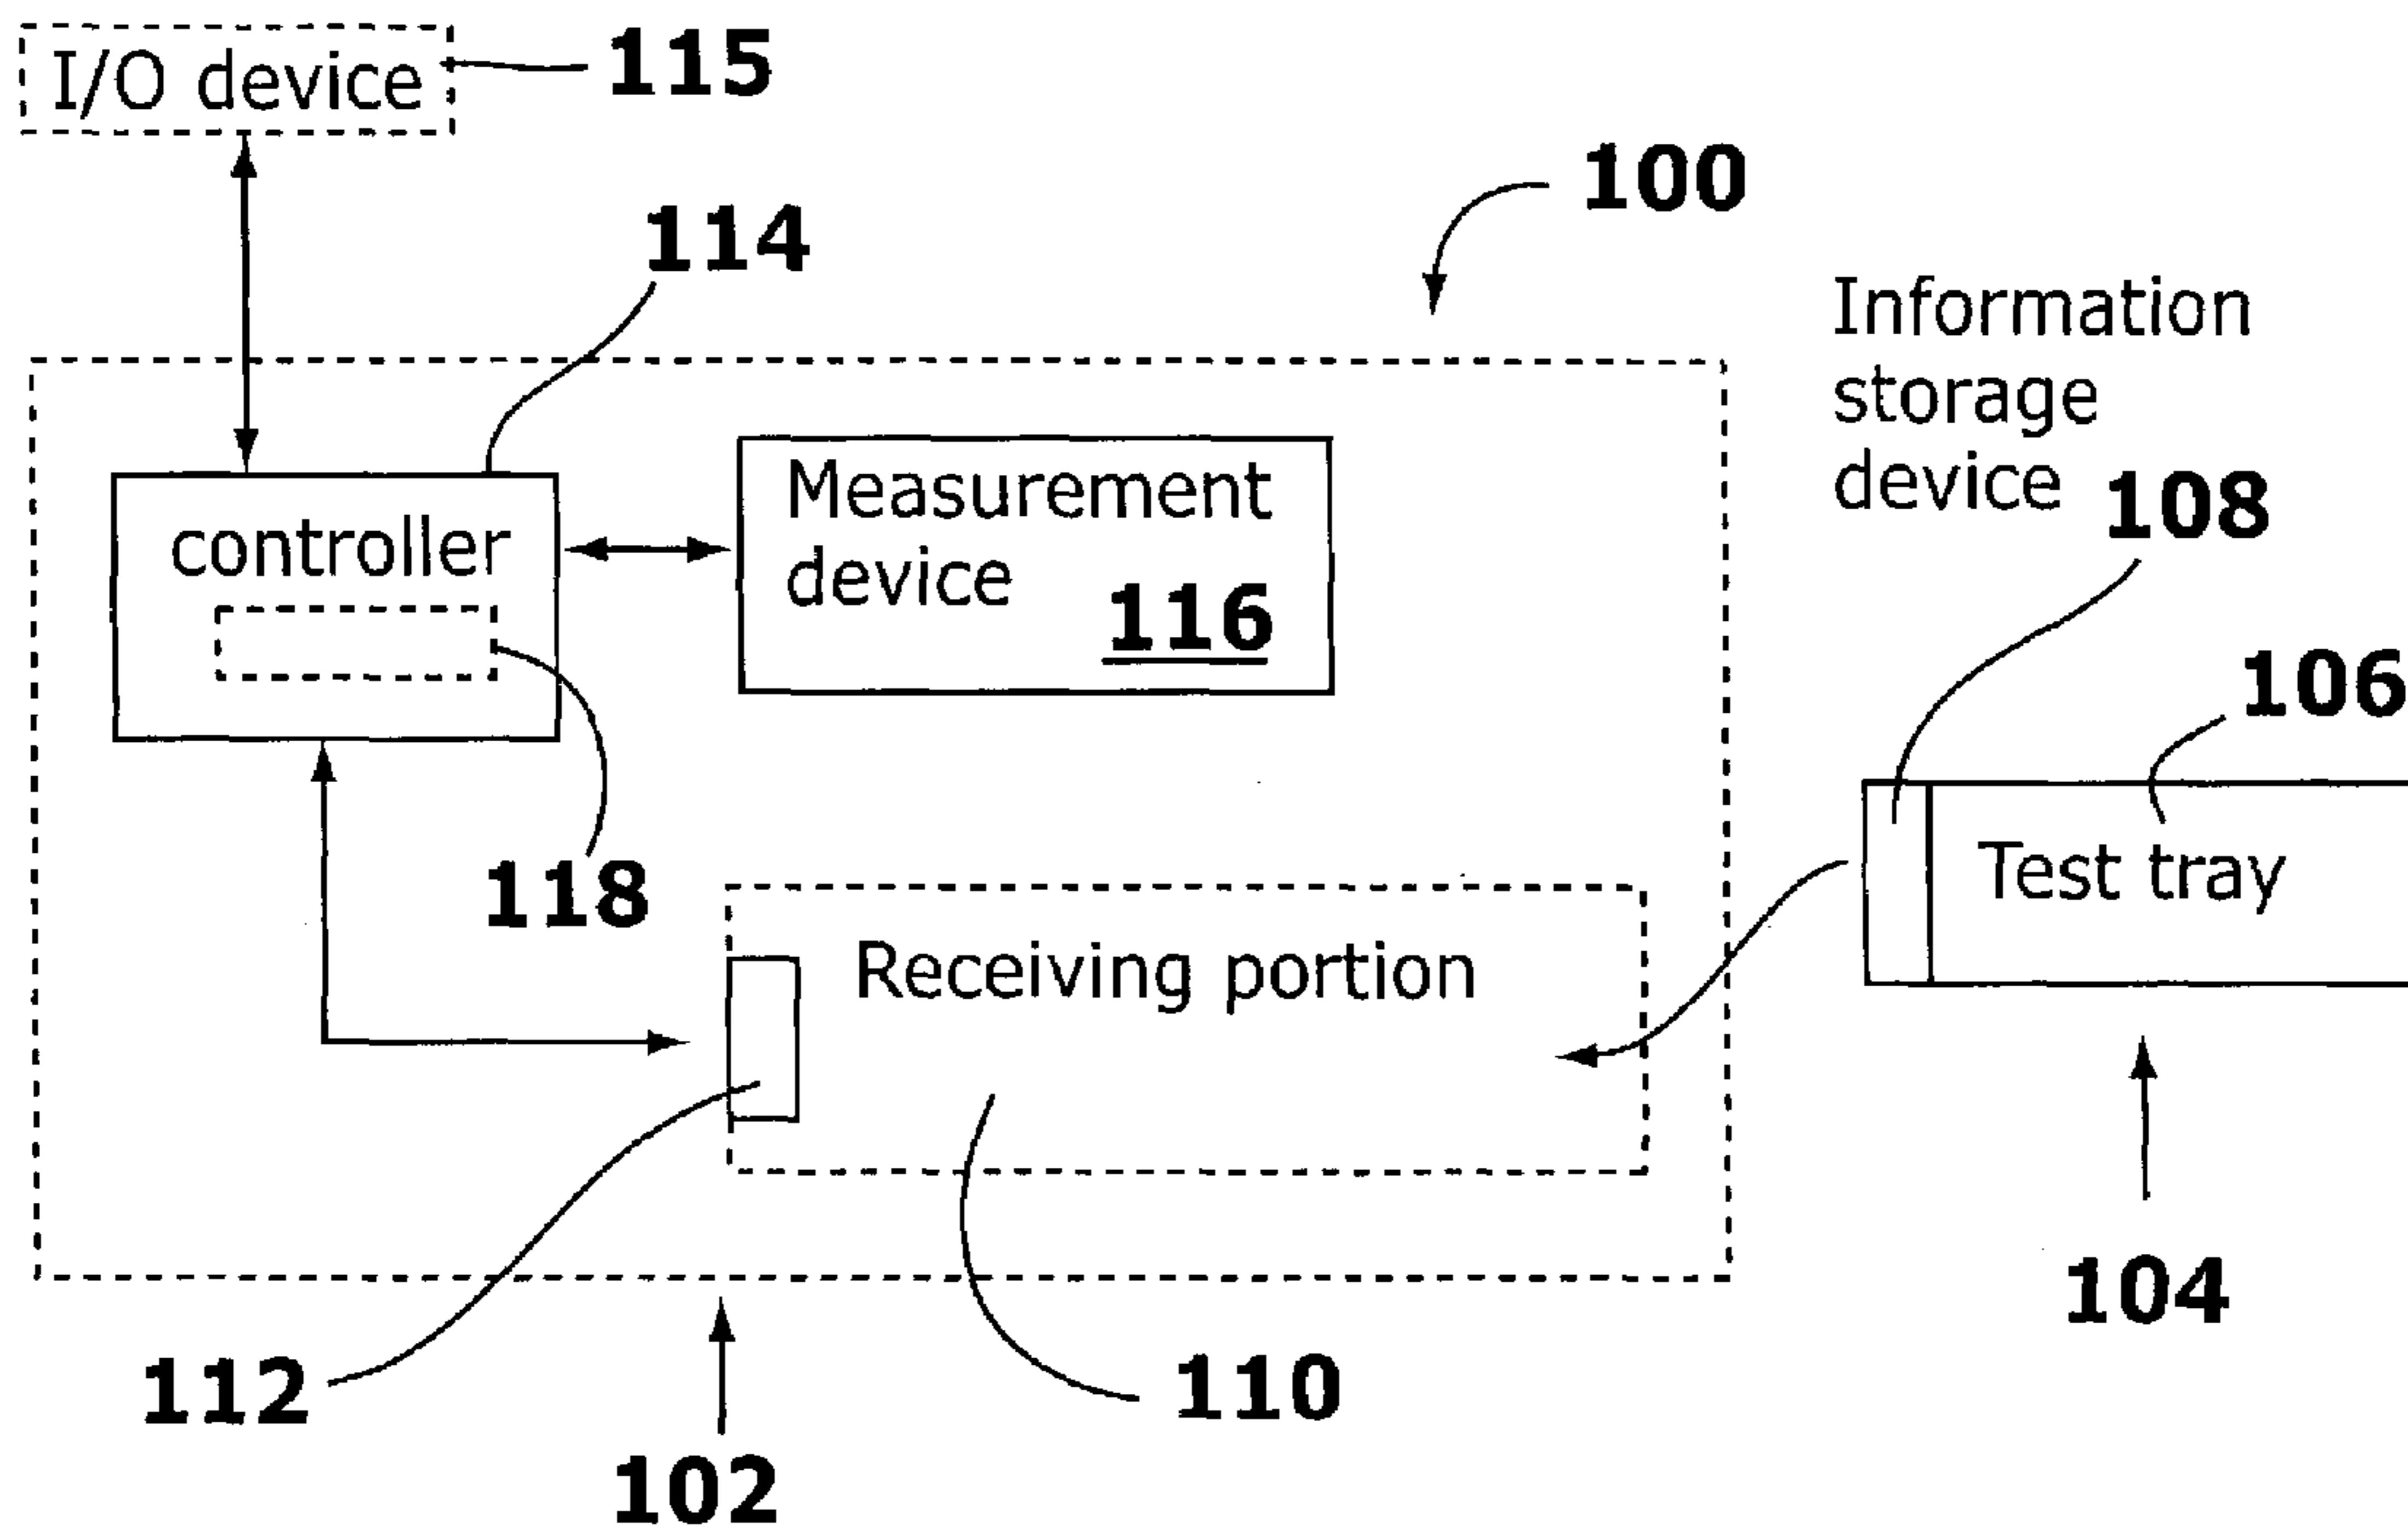 I/O device
115
114
100
Information
storage
device
108
controller
Measurement
device
116
106
118
Test tray
Receiving portion
104
112
110
102